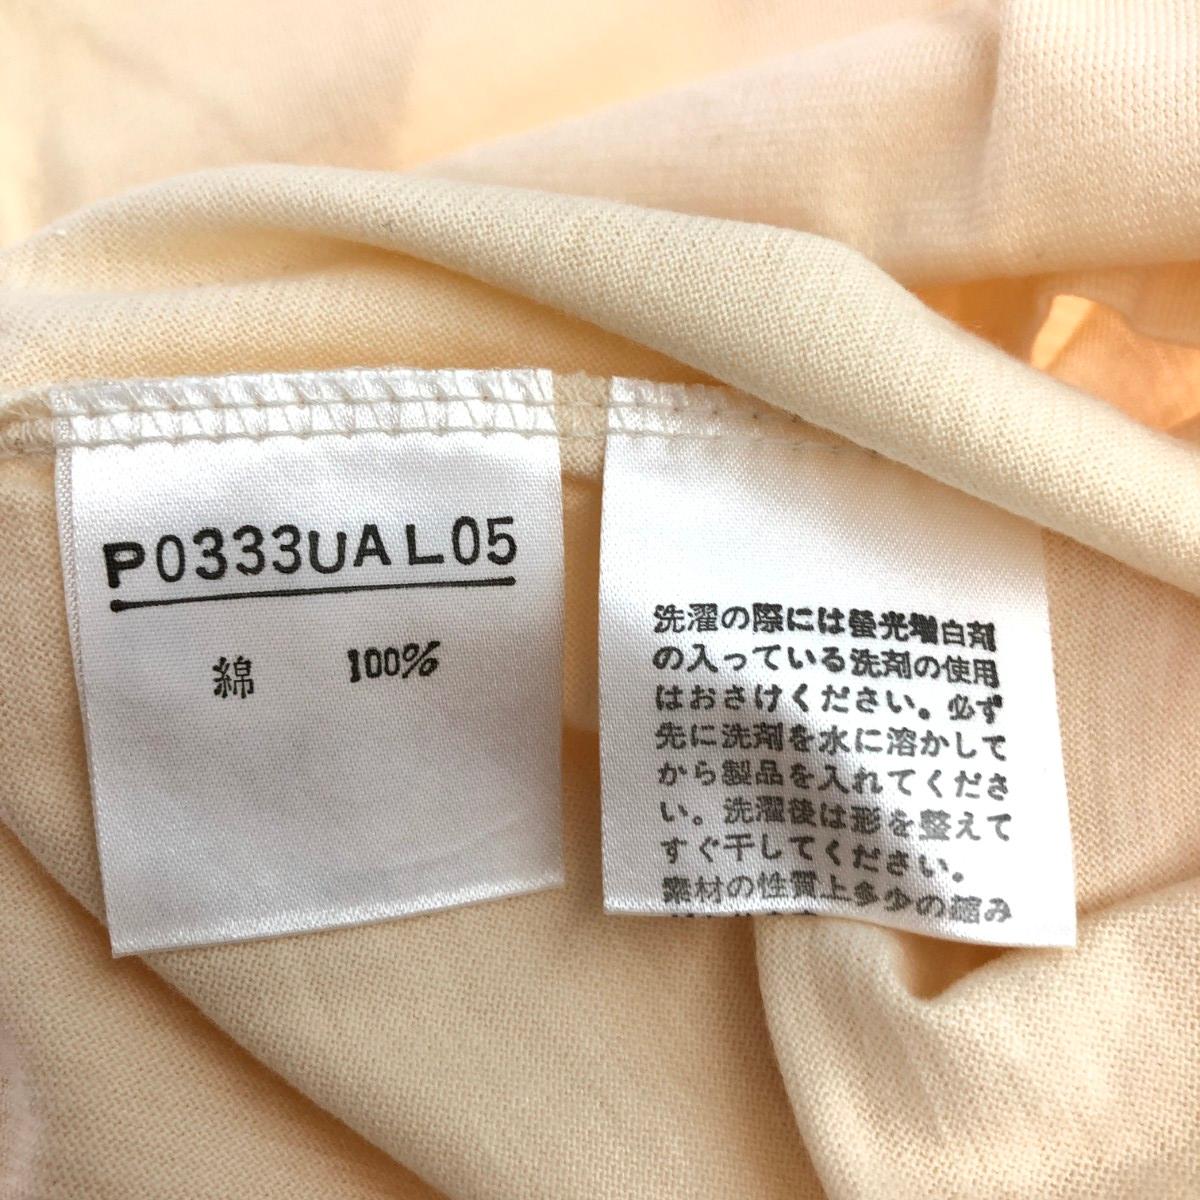 P0333UAL05
綿 100%
洗濯の際には螢光増白剤
の入っている洗剤の使用
はおさけください。必ず
先に洗剤を水に溶かして
から製品を入れてくださ
い。洗濯後は形を整えて
すぐ干してください。
素材の性質上多少の縮み